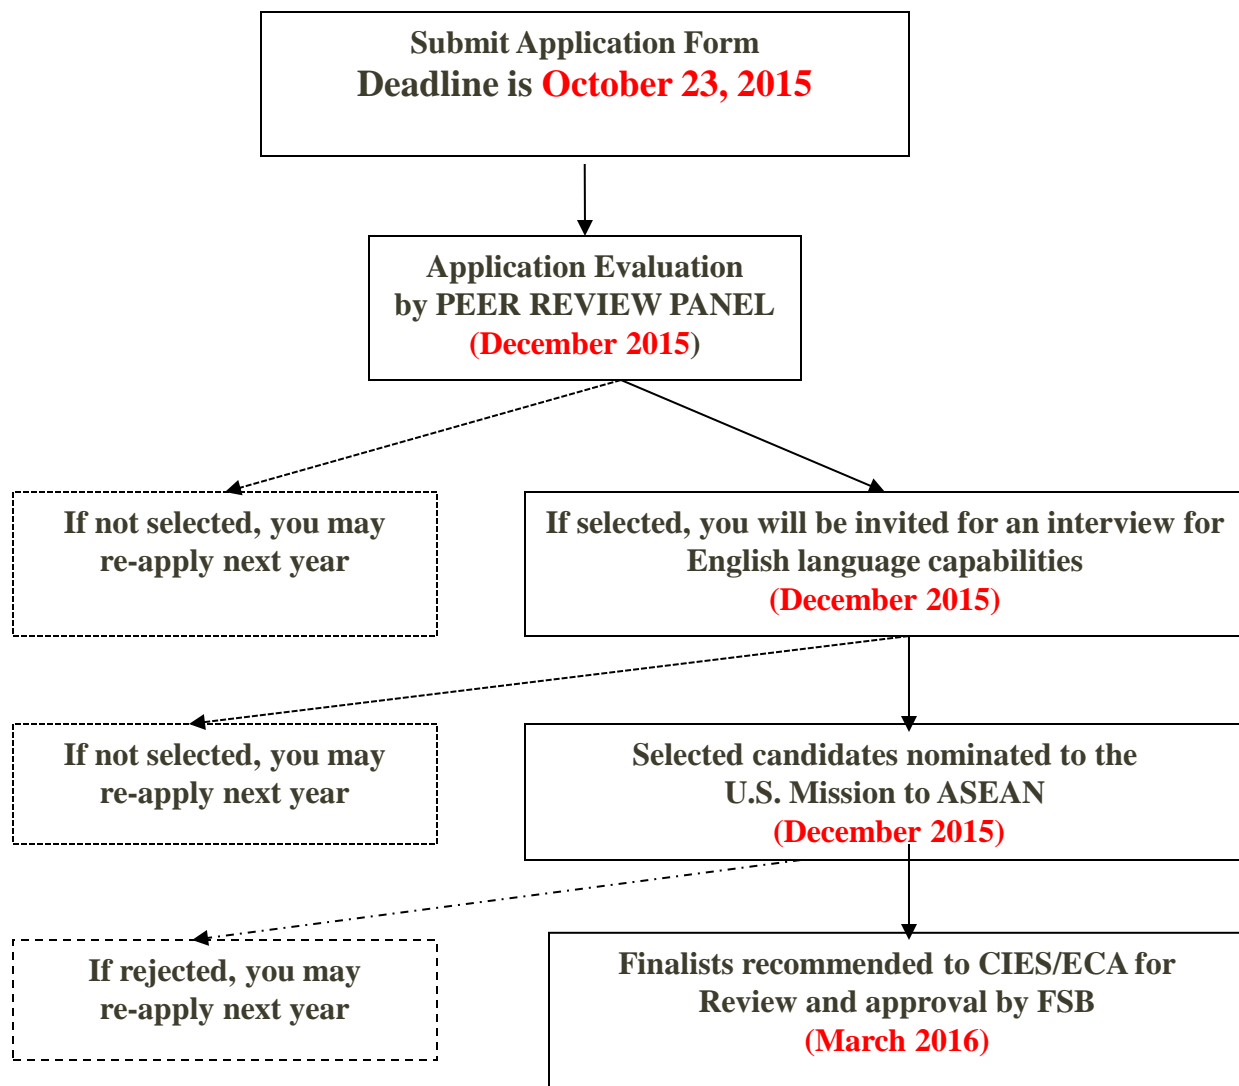 Submit Application Form
Deadline is October 23, 2015
Application Evaluation
by PEER REVIEW PANEL
(December 2015)
If not selected, you may
re-apply next year
If selected, you will be invited for an interview for
English language capabilities
(December 2015)
If not selected, you may
re-apply next year
Selected candidates nominated to the
U.S. Mission to ASEAN
(December 2015)
If rejected, you may
re-apply next year
Finalists recommended to CIES/ECA for
Review and approval by FSB
(March 2016)